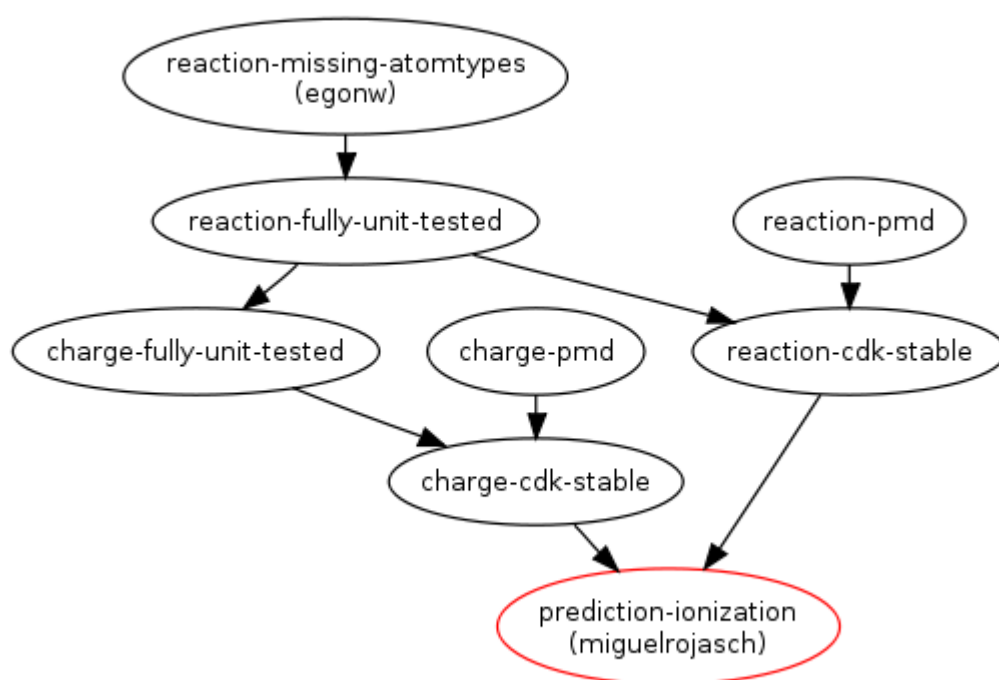 reaction-missing-atomtypes
(egonw)
reaction-fully-unit-tested
reaction-pmd
charge-fully-unit-tested
charge-pmd
reaction-cdk-stable
charge-cdk-stable
prediction-ionization
(miguelrojasch)